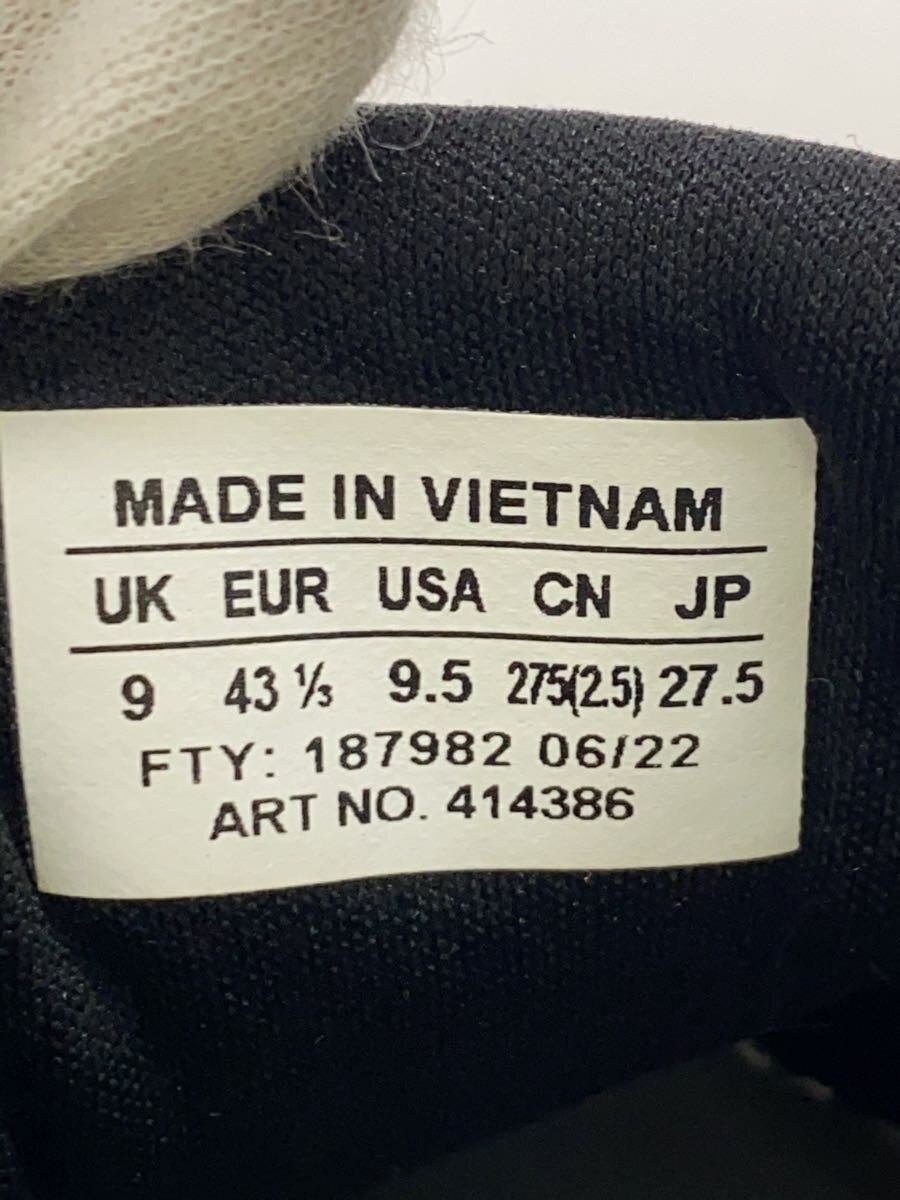 MADE IN VIETNAM
UK EUR USA CN JP
9 43 ⅓ 9.5 275(2.5) 27.5
FTY: 187982 06/22
ART NO. 414386